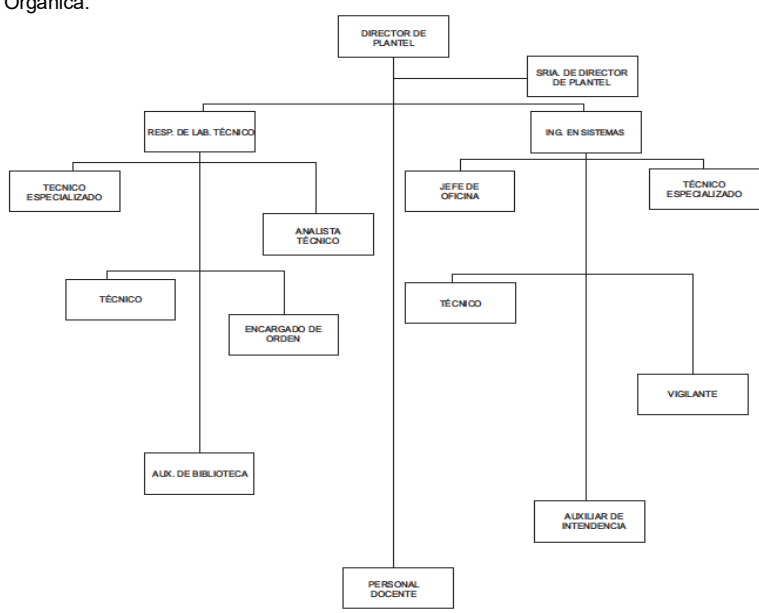 Orgánica.
DIRECTOR DE
PLANTEL
SRIA. DE DIRECTOR
DE PLANTEL
RESP. DE LAB. TÉCNICO
ING. EN SISTEMAS
TECNICO
ESPECIALIZADO
JEFE DE
OFICINA
TÉCNICO
ESPECIALIZADO
ANALISTA
TÉCNICO
TÉCNICO
TÉCNICO
ENCARGADO DE
ORDEN
VIGILANTE
AUX. DE BIBLIOTECA
AUXILIAR DE
INTENDENCIA
PERSONAL
DOCENTE